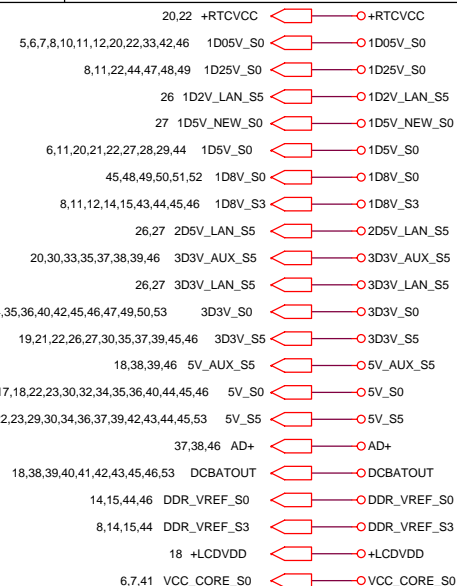 20,22 +RTCVCC +RTCVCC
5,6,7,8,10,11,12,20,22,33,42,46 1D05V_S0 1D05V_S0
8,11,22,44,47,48,49 1D25V_S0 1D25V_S0
26 1D2V_LAN_S5 1D2V_LAN_S5
27 1D5V_NEW_S0 1D5V_NEW_S0
6,11,20,21,22,27,28,29,44 1D5V_S0 1D5V_S0
45,48,49,50,51,52 1D8V_S0 1D8V_S0
8,11,12,14,15,43,44,45,46 1D8V_S3 1D8V_S3
26,27 2D5V_LAN_S5 2D5V_LAN_S5
20,30,33,35,37,38,39,46 3D3V_AUX_S5 3D3V_AUX_S5
26,27 3D3V_LAN_S5 3D3V_LAN_S5
,35,36,40,42,45,46,47,49,50,53 3D3V_S0 3D3V_S0
19,21,22,26,27,30,35,37,39,45,46 3D3V_S5 3D3V_S5
18,38,39,46 5V_AUX_S5 5V_AUX_S5
17,18,22,23,30,32,34,35,36,40,44,45,46 5V_S0 5V_S0
2,23,29,30,34,36,37,39,42,43,44,45,53 5V_S5 5V_S5
37,38,46 AD+ AD+
18,38,39,40,41,42,43,45,46,53 DCBATOUT DCBATOUT
14,15,44,46 DDR_VREF_S0 DDR_VREF_S0
8,14,15,44 DDR_VREF_S3 DDR_VREF_S3
18 +LCDVDD +LCDVDD
6,7,41 VCC_CORE_S0 VCC_CORE_S0